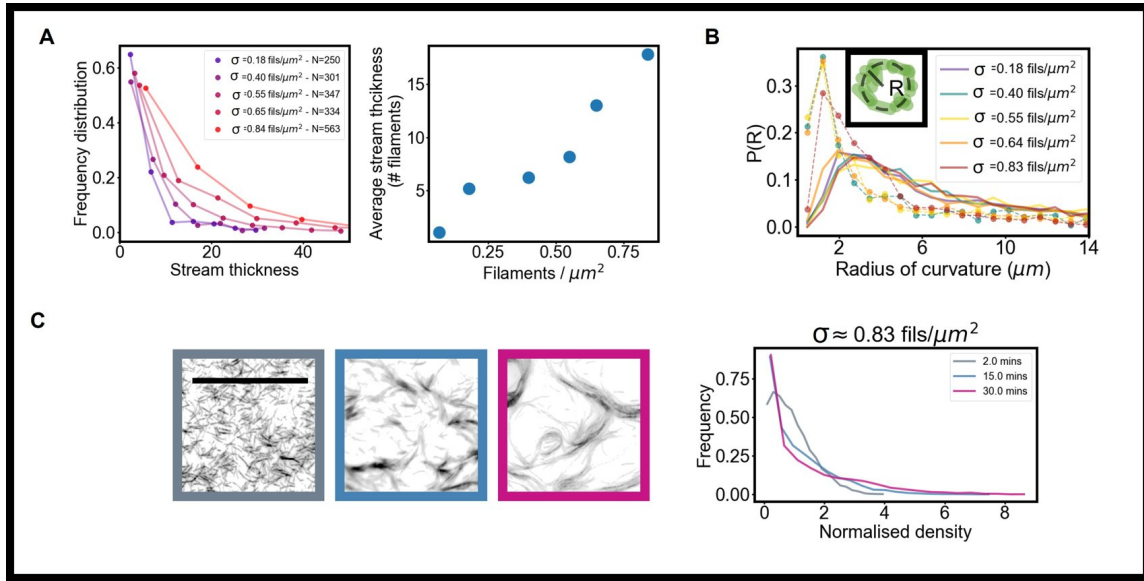 A
Frequency distribution
0.6
0.4
0.2
0.0
0
20
40
Stream thickness
σ =0.18 fils/μm² - N=250
σ =0.40 fils/μm² - N=301
σ =0.55 fils/μm² - N=347
σ =0.65 fils/μm² - N=334
σ =0.84 fils/μm² - N=563
Average stream thcikness
(# filaments)
15
10
5
0.25
0.50
0.75
Filaments / μm²
B
P(R)
0.3
0.2
0.1
0.0
2
6
10
14
Radius of curvature (μm)
R
σ =0.18 fils/μm²
σ =0.40 fils/μm²
σ =0.55 fils/μm²
σ =0.64 fils/μm²
σ =0.83 fils/μm²
C
σ ≈ 0.83 fils/μm²
Frequency
0.75
0.50
0.25
0.00
0
2
4
6
8
Normalised density
2.0 mins
15.0 mins
30.0 mins